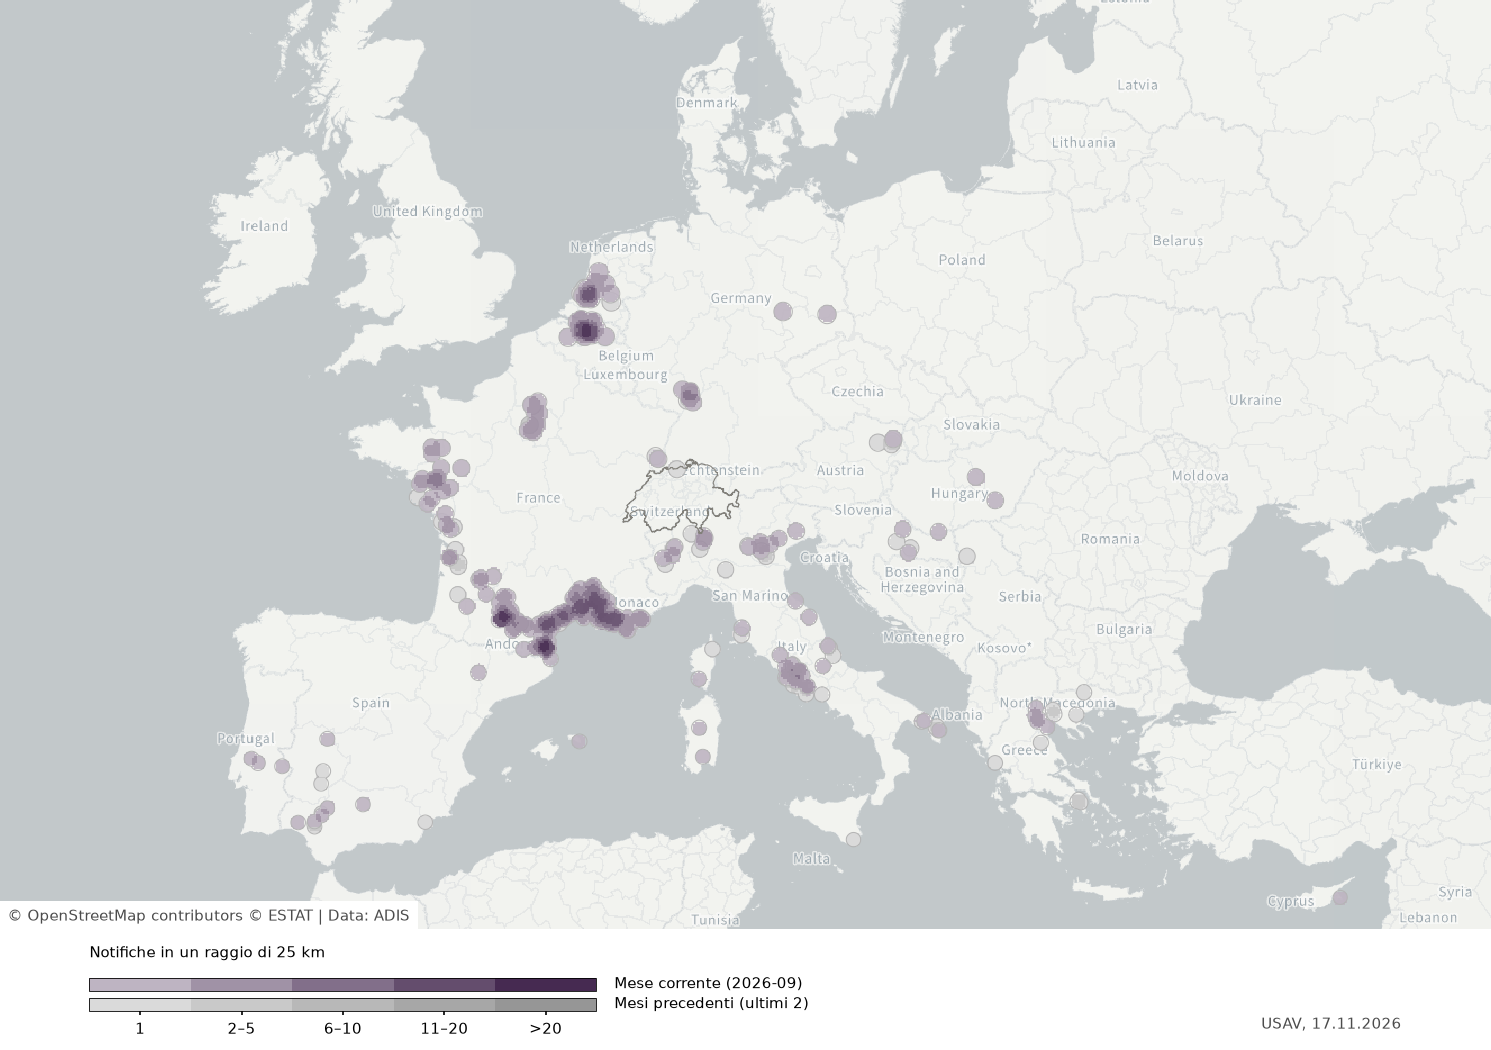 Estonia
Latvia
Denmark
Lithuania
United Kingdom
Ireland
Netherlands
Belarus
Poland
Germany
Belgium
Luxembourg
Czechia
Ukraine
Slovakia
Liechtenstein
Austria
Moldova
France
Hungary
Switzerland
Slovenia
Romania
Croatia
Bosnia and
Herzegovina
San Marino
Serbia
Monaco
Bulgaria
Montenegro
Andorra
Italy
Kosovo*
Spain
North Macedonia
Albania
Portugal
Greece
Türkiye
Malta
Syria
Cyprus
Tunisia
Lebanon
© OpenStreetMap contributors © ESTAT | Data: ADIS
Notifiche in un raggio di 25 km
Mese corrente (2026-09)
Mesi precedenti (ultimi 2)
1 2–5 6–10 11–20 >20
USAV, 17.11.2026